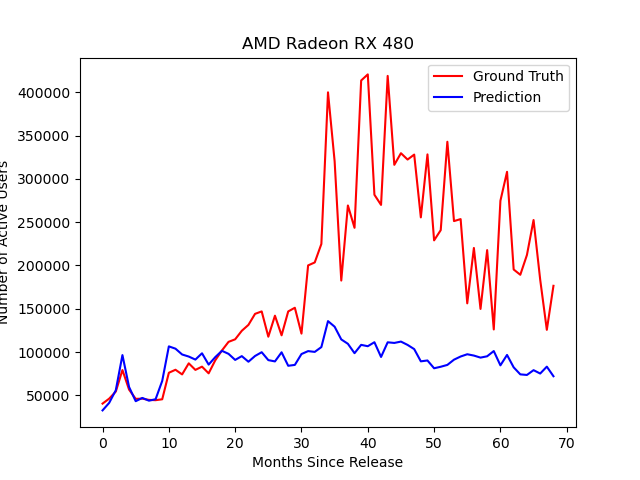 AMD Radeon RX 480
Ground Truth
Prediction
400000
350000
300000
250000
200000
150000
100000
50000
Number of Active Users
0 10 20 30 40 50 60 70
Months Since Release